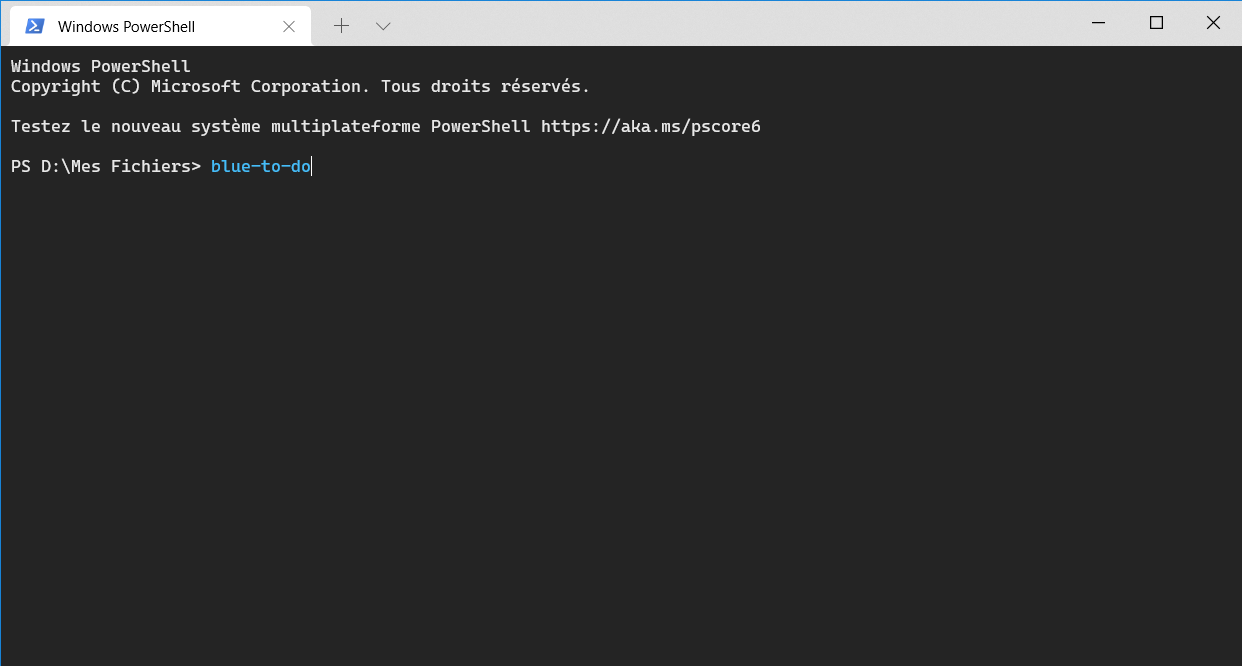 Windows PowerShell
Windows PowerShell
Copyright (C) Microsoft Corporation. Tous droits réservés.
Testez le nouveau système multiplateforme PowerShell https://aka.ms/pscore6
PS D:\Mes Fichiers> blue-to-do